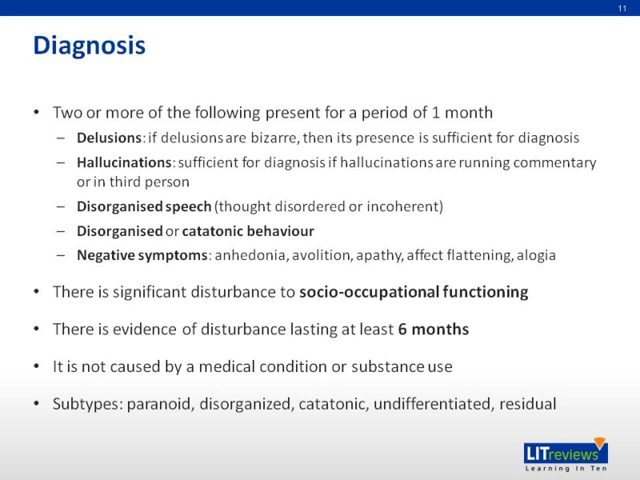 11
Diagnosis
• Two or more of the following present for a period of 1 month
– Delusions: if delusions are bizarre, then its presence is sufficient for diagnosis
– Hallucinations: sufficient for diagnosis if hallucinations are running commentary
or in third person
– Disorganised speech (thought disordered or incoherent)
– Disorganised or catatonic behaviour
– Negative symptoms: anhedonia, avolition, apathy, affect flattening, alogia
• There is significant disturbance to socio-occupational functioning
• There is evidence of disturbance lasting at least 6 months
• It is not caused by a medical condition or substance use
• Subtypes: paranoid, disorganized, catatonic, undifferentiated, residual
LITreviews
Learning In Ten